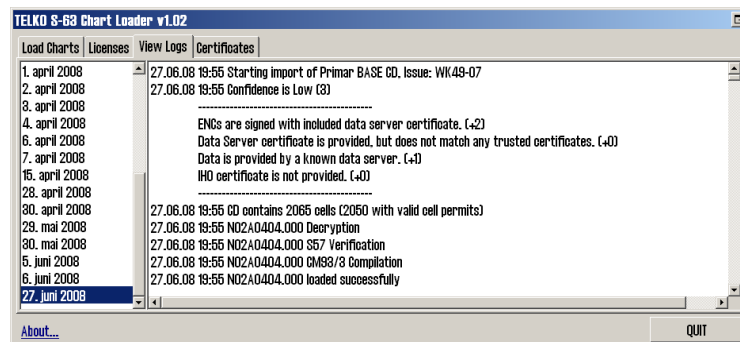 TELKO S-63 Chart Loader v1.02
Load Charts Licenses View Logs Certificates
1. april 2008
2. april 2008
3. april 2008
4. april 2008
6. april 2008
7. april 2008
15. april 2008
28. april 2008
30. april 2008
29. mai 2008
30. mai 2008
5. juni 2008
6. juni 2008
27. juni 2008
27.06.08 19:55 Starting import of Primar BASE CD, Issue: WK49-07
27.06.08 19:55 Confidence is Low (3)
-------------------------------------------
ENCs are signed with included data server certificate. (+2)
Data Server certificate is provided, but does not match any trusted certificates. (+0)
Data is provided by a known data server. (+1)
IHO certificate is not provided. (+0)
-------------------------------------------
27.06.08 19:55 CD contains 2065 cells (2050 with valid cell permits)
27.06.08 19:55 NO2A0404.000 Decryption
27.06.08 19:55 NO2A0404.000 S57 Verification
27.06.08 19:55 NO2A0404.000 CM93/3 Compilation
27.06.08 19:55 NO2A0404.000 loaded successfully
About...
QUIT